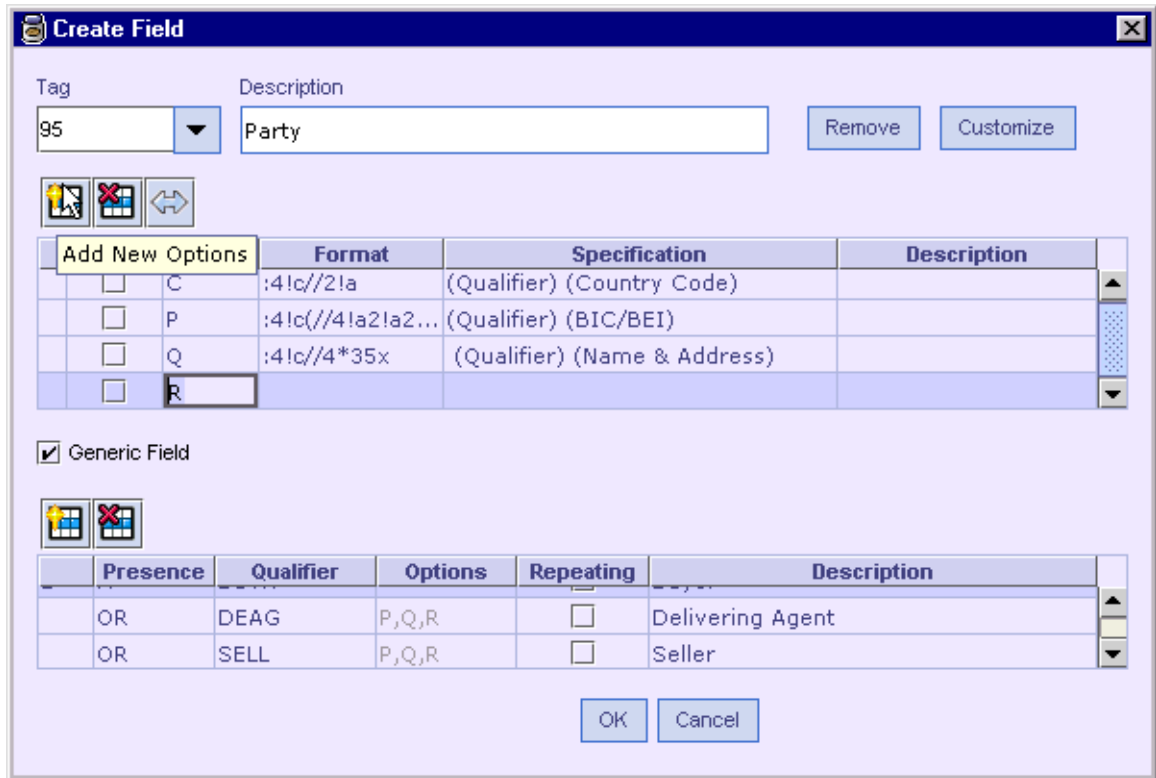 Create Field
Tag Description
95 Party Remove Customize
Add New Options Format Specification Description
C :4!c//2!a (Qualifier) (Country Code)
P :4!c(//4!a2!a2... (Qualifier) (BIC/BEI)
Q :4!c//4*35x (Qualifier) (Name & Address)
R
Generic Field
Presence Qualifier Options Repeating Description
OR DEAG P,Q,R Delivering Agent
OR SELL P,Q,R Seller
OK Cancel